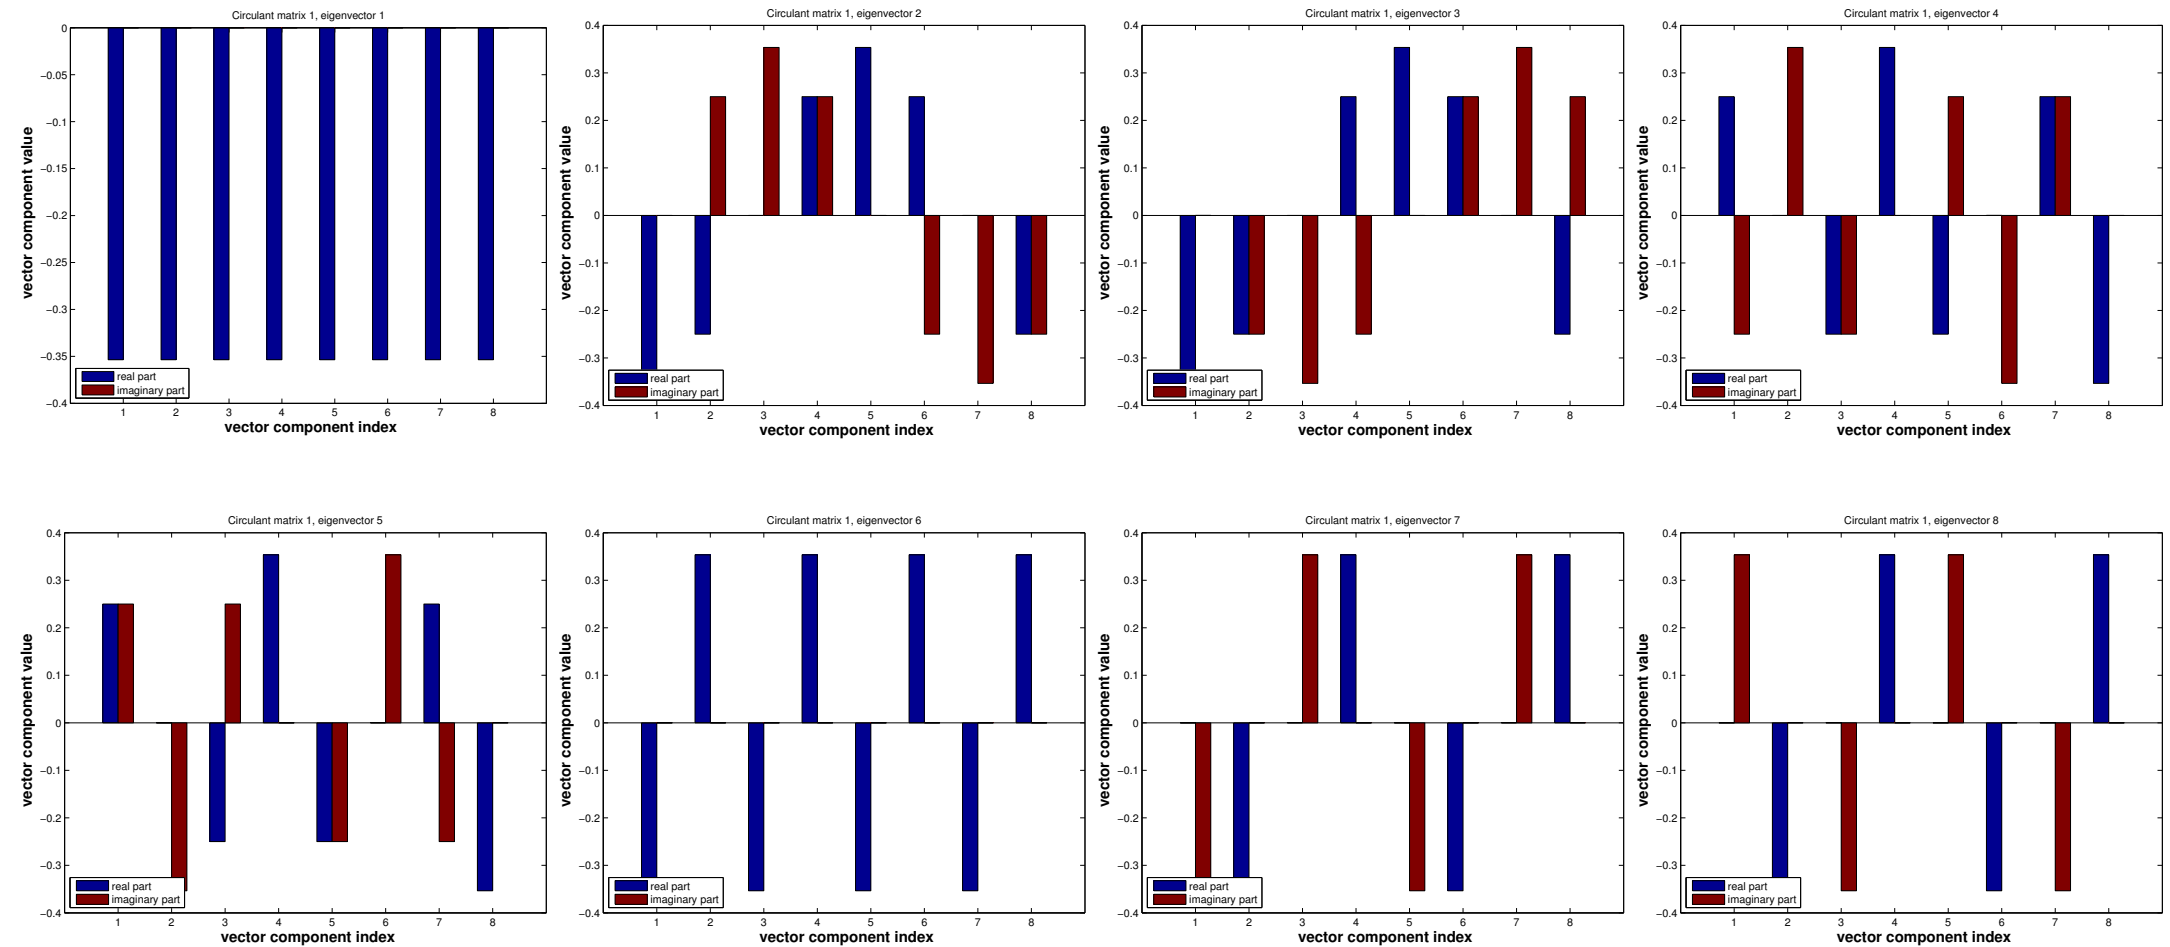 Circulant matrix 1, eigenvector 1
0
−0.05
−0.1
−0.15
−0.2
−0.25
−0.3
−0.35
−0.4
vector component value
real part
imaginary part
1 2 3 4 5 6 7 8
vector component index
Circulant matrix 1, eigenvector 2
0.4
0.3
0.2
0.1
0
−0.1
−0.2
−0.3
−0.4
vector component value
real part
imaginary part
1 2 3 4 5 6 7 8
vector component index
Circulant matrix 1, eigenvector 3
0.4
0.3
0.2
0.1
0
−0.1
−0.2
−0.3
−0.4
vector component value
real part
imaginary part
1 2 3 4 5 6 7 8
vector component index
Circulant matrix 1, eigenvector 4
0.4
0.3
0.2
0.1
0
−0.1
−0.2
−0.3
−0.4
vector component value
real part
imaginary part
1 2 3 4 5 6 7 8
vector component index
Circulant matrix 1, eigenvector 5
0.4
0.3
0.2
0.1
0
−0.1
−0.2
−0.3
−0.4
vector component value
real part
imaginary part
1 2 3 4 5 6 7 8
vector component index
Circulant matrix 1, eigenvector 6
0.4
0.3
0.2
0.1
0
−0.1
−0.2
−0.3
−0.4
vector component value
real part
imaginary part
1 2 3 4 5 6 7 8
vector component index
Circulant matrix 1, eigenvector 7
0.4
0.3
0.2
0.1
0
−0.1
−0.2
−0.3
−0.4
vector component value
real part
imaginary part
1 2 3 4 5 6 7 8
vector component index
Circulant matrix 1, eigenvector 8
0.4
0.3
0.2
0.1
0
−0.1
−0.2
−0.3
−0.4
vector component value
real part
imaginary part
1 2 3 4 5 6 7 8
vector component index